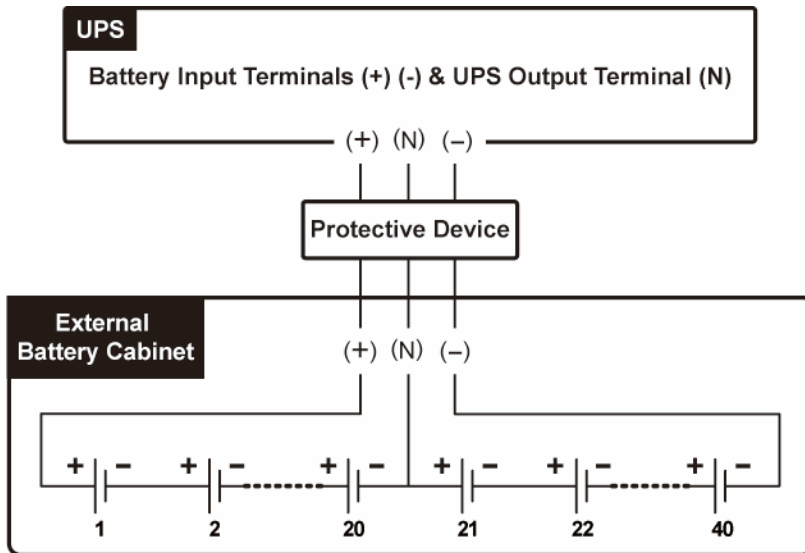 UPS
Battery Input Terminals (+) (-) & UPS Output Terminal (N)
(+) (N) (−)
Protective Device
External
Battery Cabinet
(+) (N) (−)
+ − + − + − + − + − + −
1 2 20 21 22 40